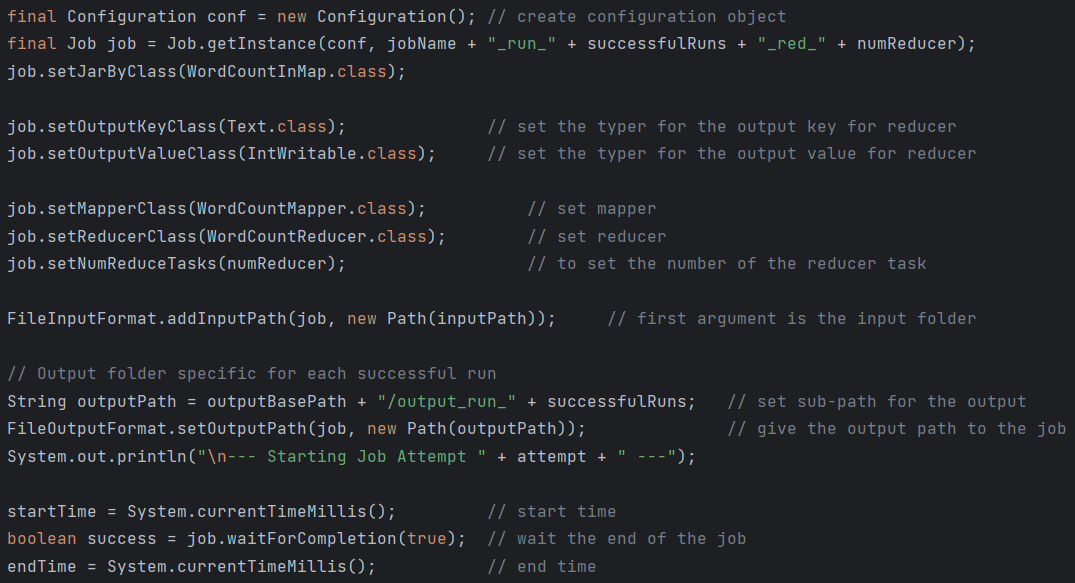 final Configuration conf = new Configuration(); // create configuration object
final Job job = Job.getInstance(conf, jobName + "_run_" + successfulRuns + "_red_" + numReducer);
job.setJarByClass(WordCountInMap.class);
job.setOutputKeyClass(Text.class); // set the typer for the output key for reducer
job.setOutputValueClass(IntWritable.class); // set the typer for the output value for reducer
job.setMapperClass(WordCountMapper.class); // set mapper
job.setReducerClass(WordCountReducer.class); // set reducer
job.setNumReduceTasks(numReducer); // to set the number of the reducer task
FileInputFormat.addInputPath(job, new Path(inputPath)); // first argument is the input folder
// Output folder specific for each successful run
String outputPath = outputBasePath + "/output_run_" + successfulRuns; // set sub-path for the output
FileOutputFormat.setOutputPath(job, new Path(outputPath)); // give the output path to the job
System.out.println("\n--- Starting Job Attempt " + attempt + " ---");
startTime = System.currentTimeMillis(); // start time
boolean success = job.waitForCompletion(true); // wait the end of the job
endTime = System.currentTimeMillis(); // end time